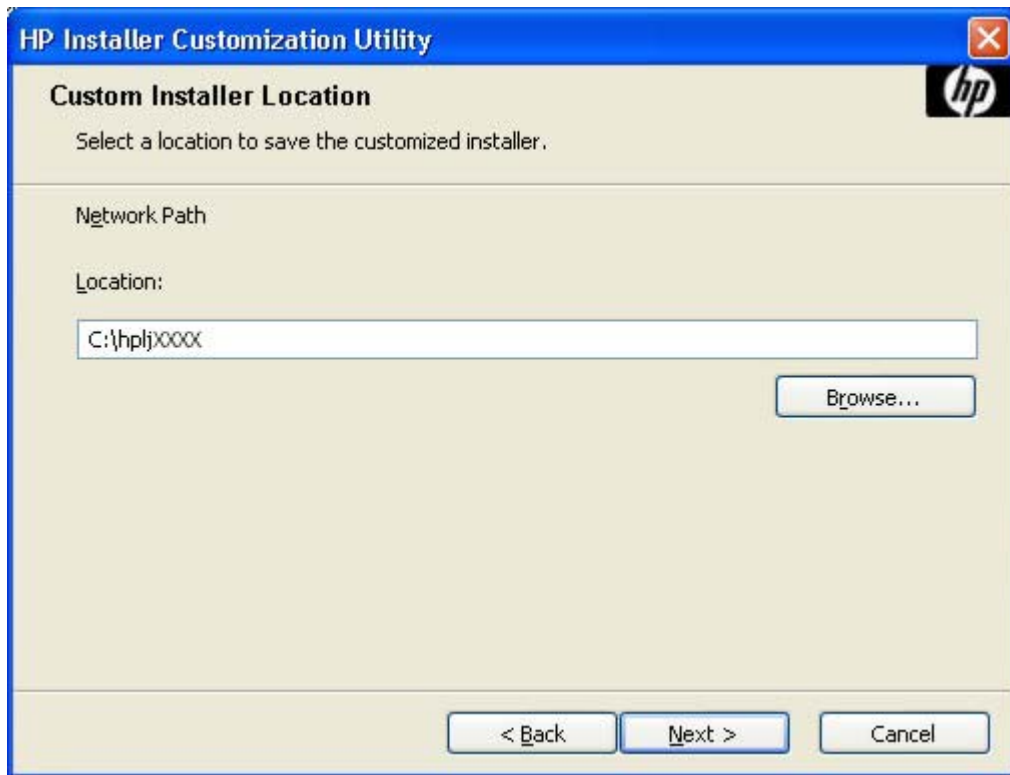 HP Installer Customization Utility
hp
Custom Installer Location
Select a location to save the customized installer.
Network Path
Location:
C:\hpljXXXX
Browse...
< Back
Next >
Cancel